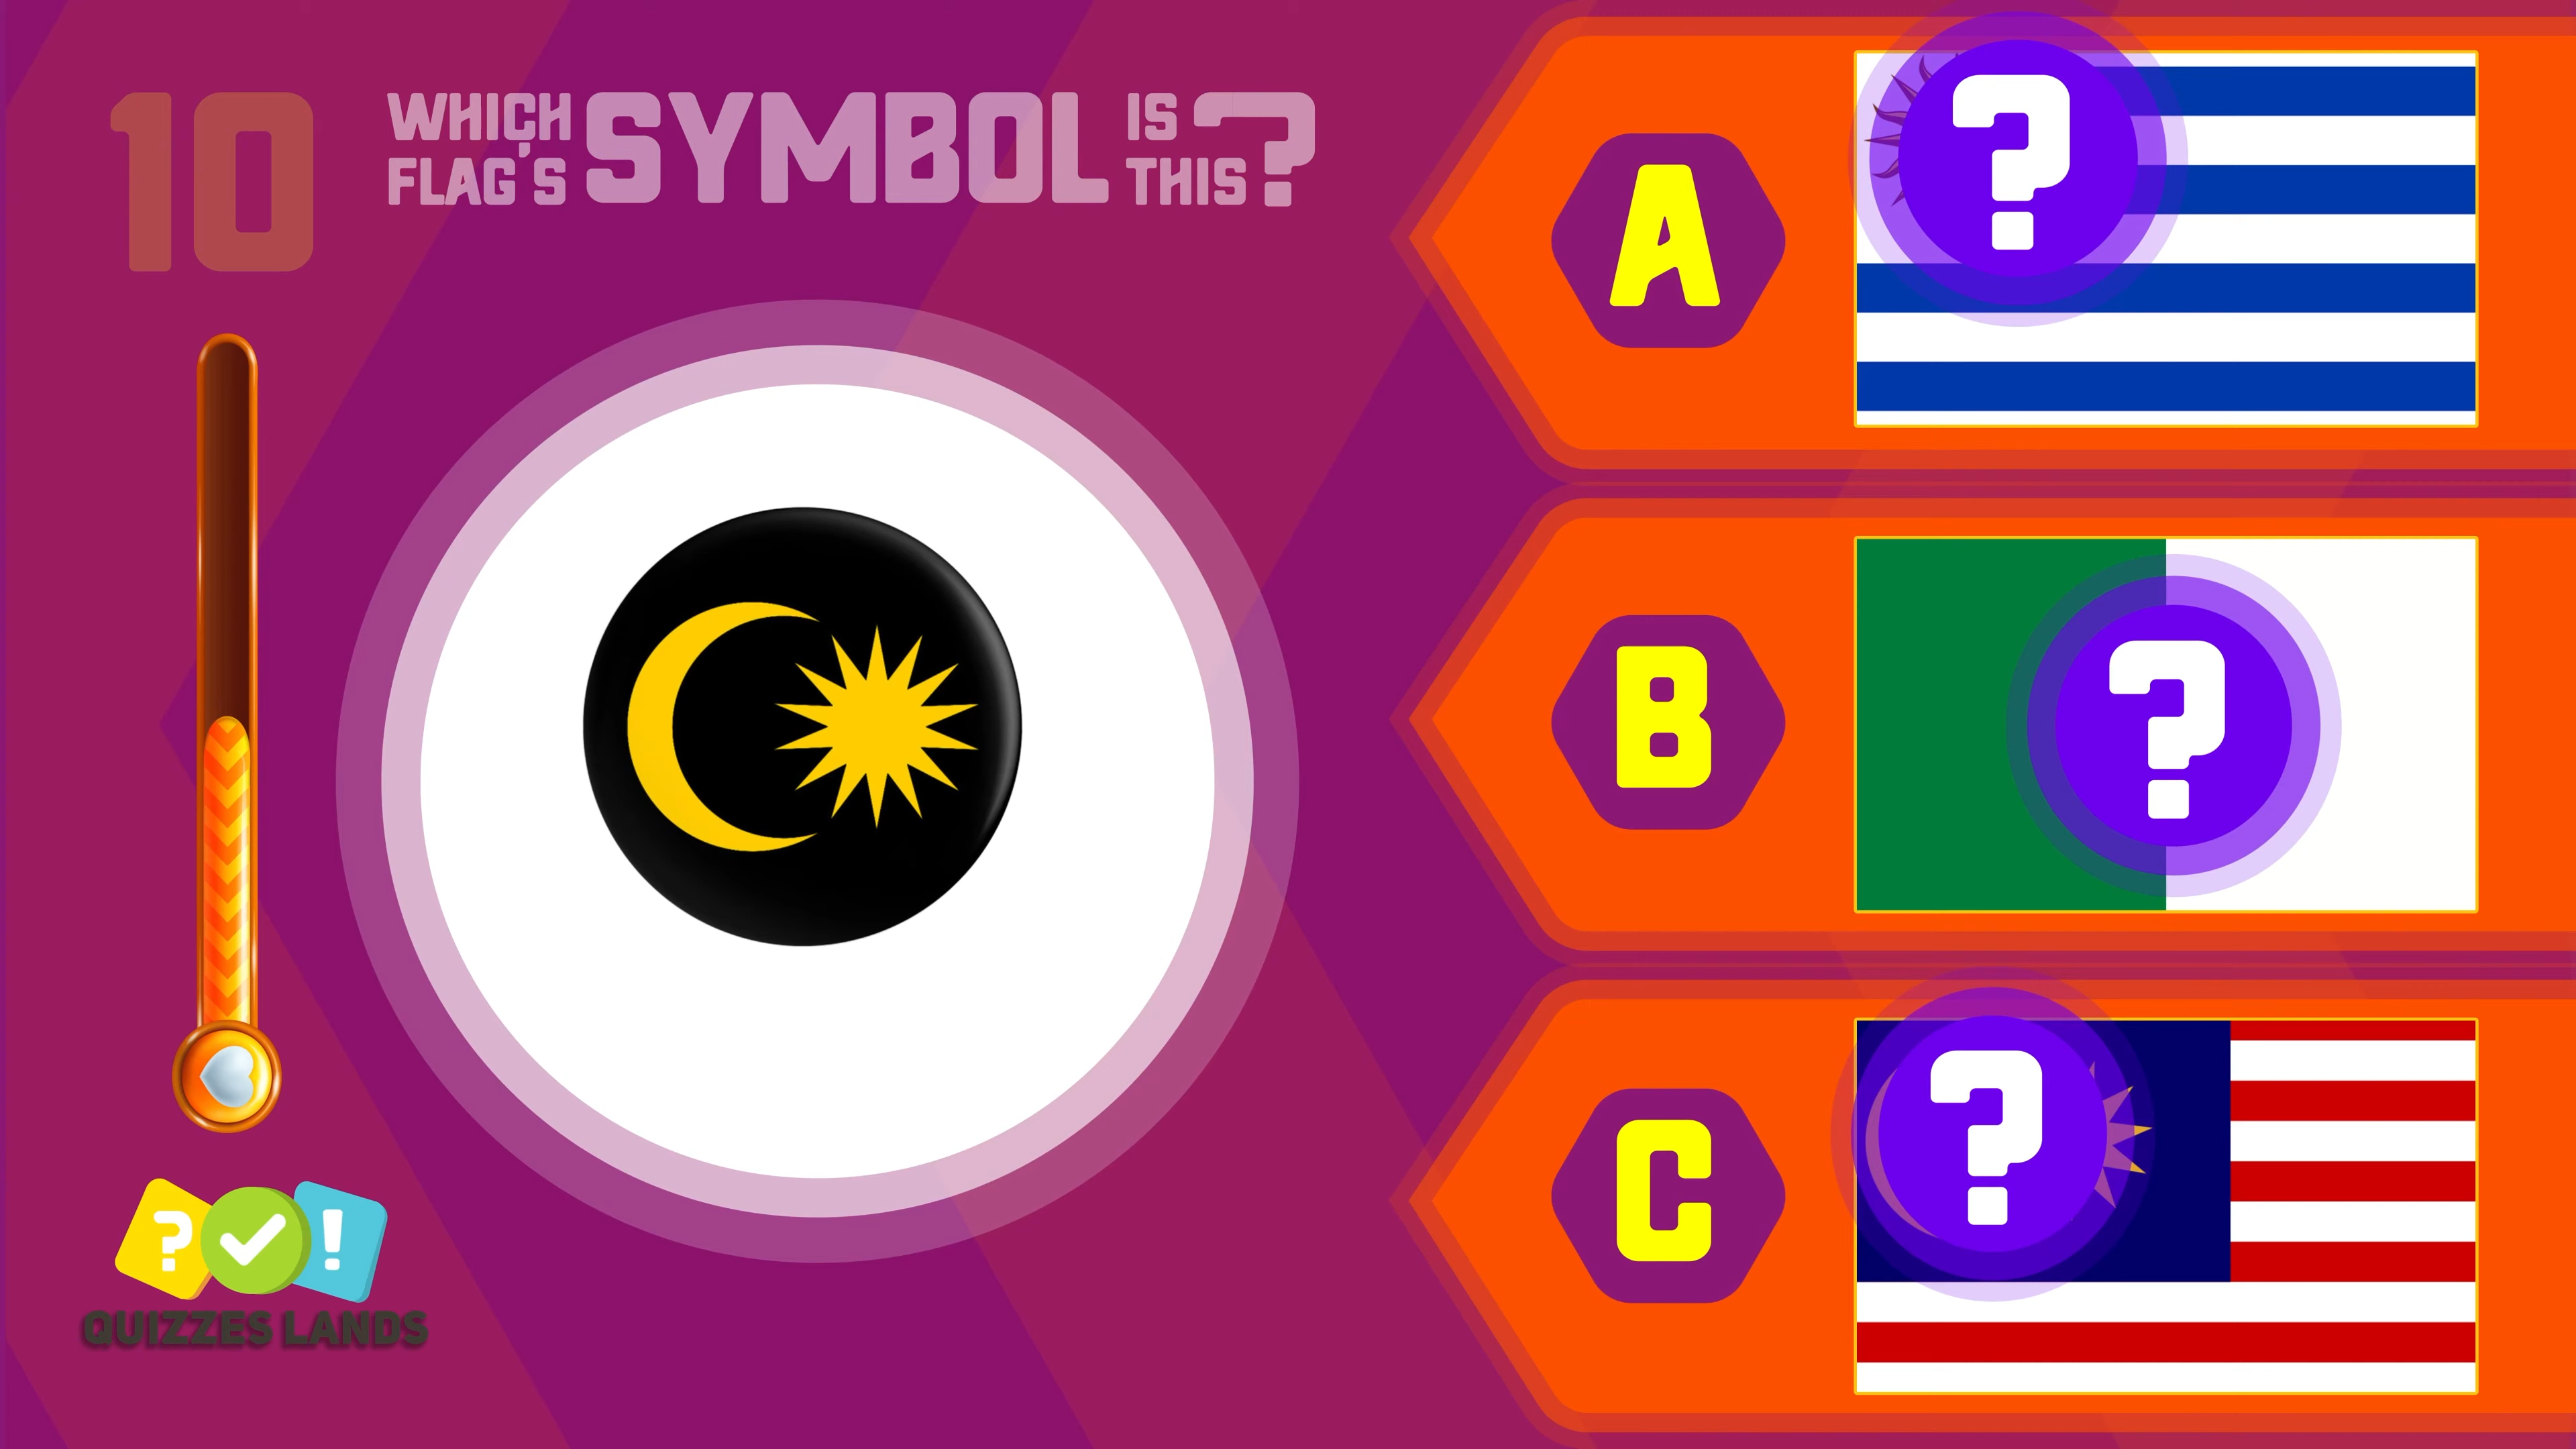 10
WHICH
FLAG'S
SYMBOL
IS
THIS
?
A
?
B
?
C
?
? !
QUIZZES LANDS